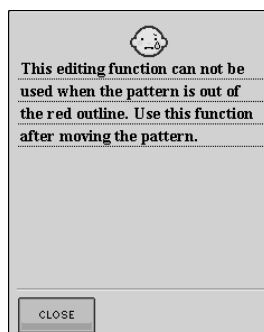 This editing function can not be
used when the pattern is out of
the red outline. Use this function
after moving the pattern.
CLOSE